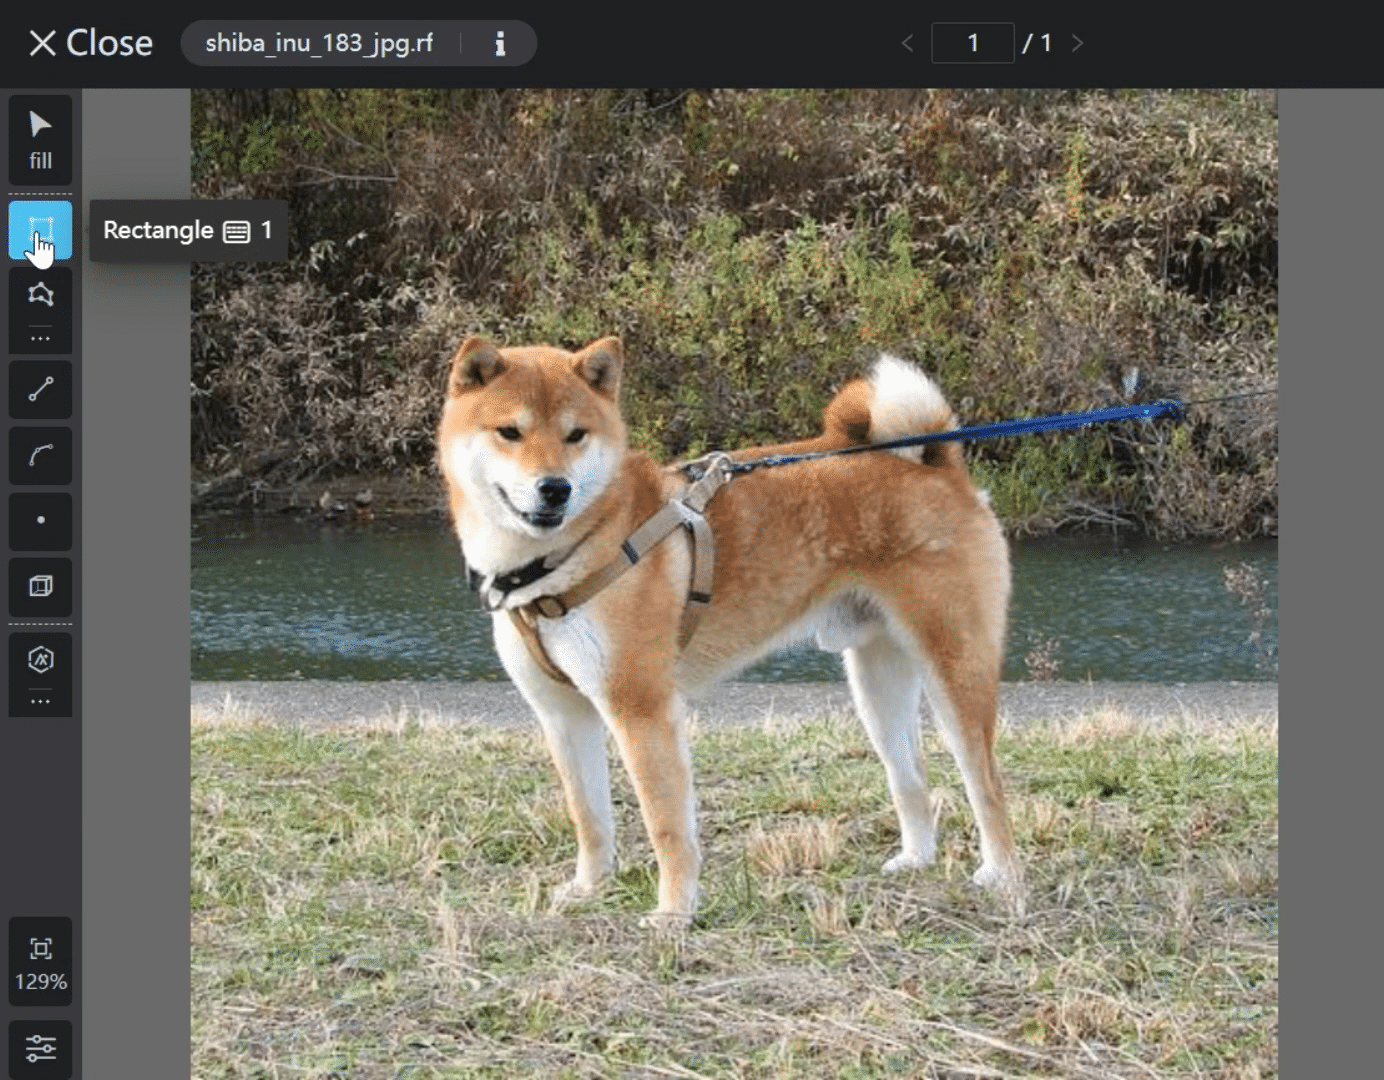 Close
shiba_inu_183_jpg.rf
1 / 1
fill
Rectangle 1
129%